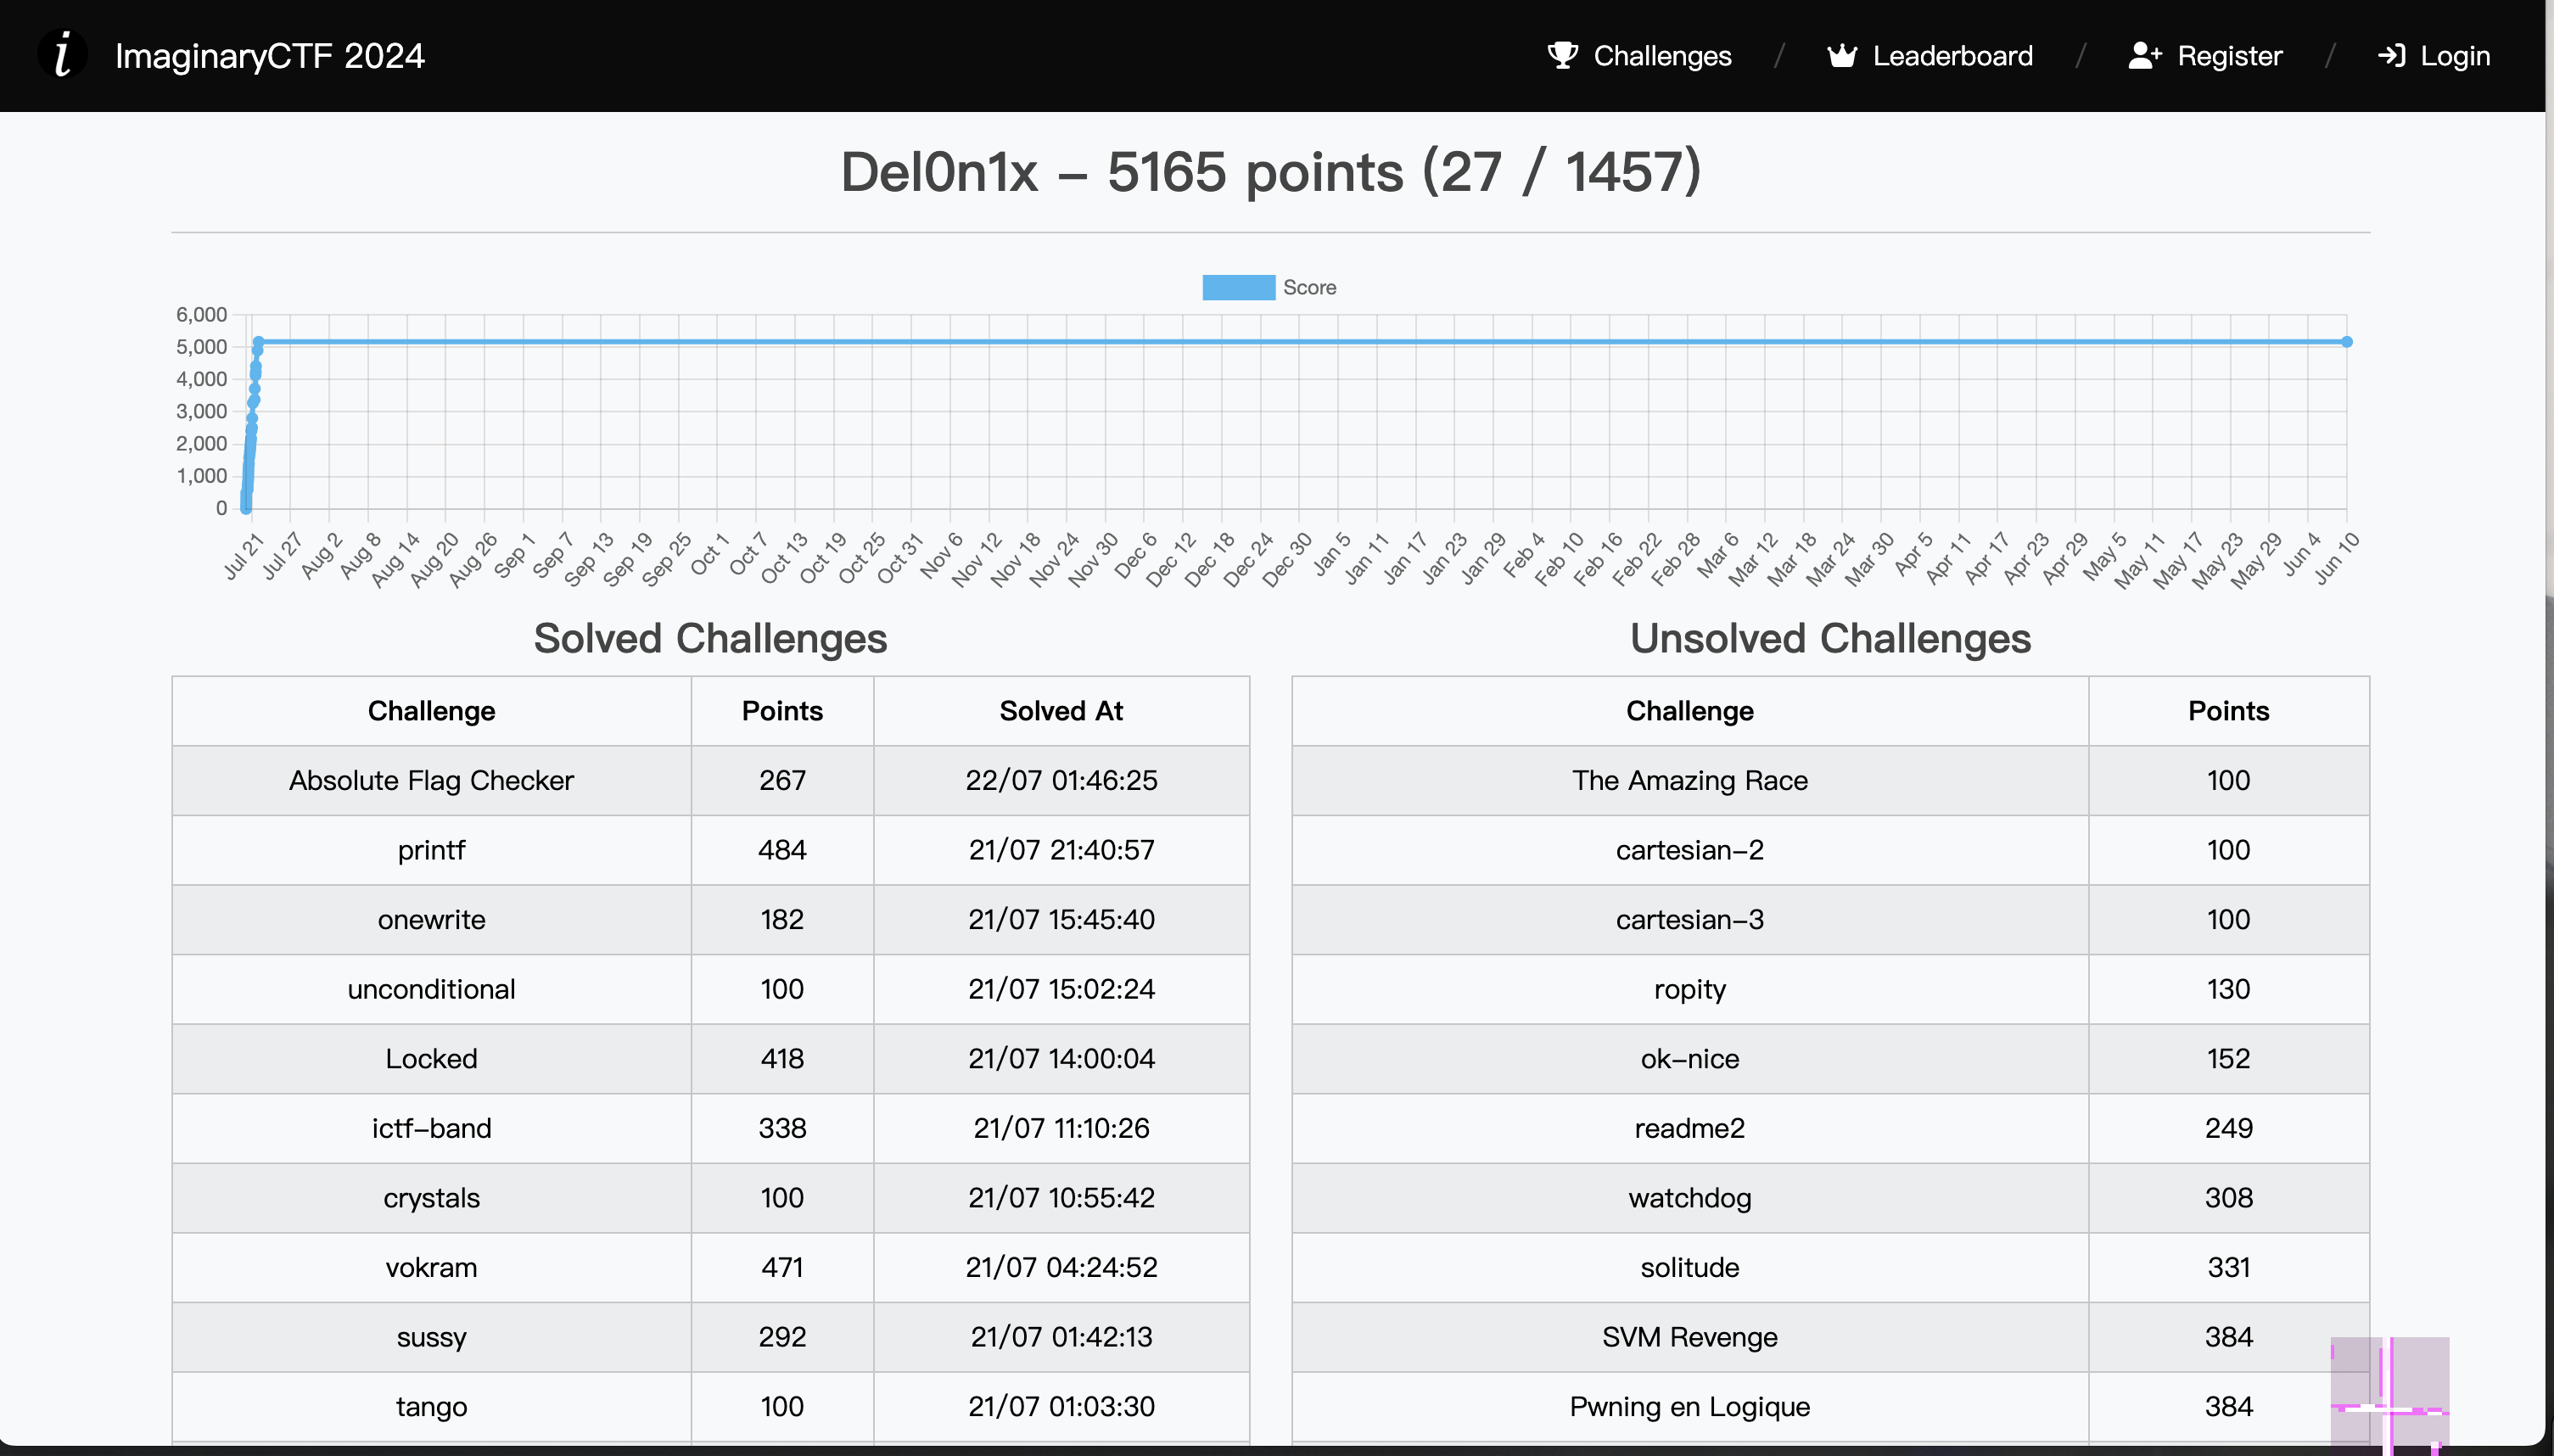 i ImaginaryCTF 2024 Challenges / Leaderboard / Register / Login
Del0n1x – 5165 points (27 / 1457)
Score
6,000
5,000
4,000
3,000
2,000
1,000
0
Jul 21 Jul 27 Aug 2 Aug 8 Aug 14 Aug 20 Aug 26 Sep 1 Sep 7 Sep 13 Sep 19 Sep 25 Oct 1 Oct 7 Oct 13 Oct 19 Oct 25 Oct 31 Nov 6 Nov 12 Nov 18 Nov 24 Nov 30 Dec 6 Dec 12 Dec 18 Dec 24 Dec 30 Jan 5 Jan 11 Jan 17 Jan 23 Jan 29 Feb 4 Feb 10 Feb 16 Feb 22 Feb 28 Mar 6 Mar 12 Mar 18 Mar 24 Mar 30 Apr 5 Apr 11 Apr 17 Apr 23 Apr 29 May 5 May 11 May 17 May 23 May 29 Jun 4 Jun 10
Solved Challenges
Challenge Points Solved At
Absolute Flag Checker 267 22/07 01:46:25
printf 484 21/07 21:40:57
onewrite 182 21/07 15:45:40
unconditional 100 21/07 15:02:24
Locked 418 21/07 14:00:04
ictf–band 338 21/07 11:10:26
crystals 100 21/07 10:55:42
vokram 471 21/07 04:24:52
sussy 292 21/07 01:42:13
tango 100 21/07 01:03:30
Unsolved Challenges
Challenge Points
The Amazing Race 100
cartesian–2 100
cartesian–3 100
ropity 130
ok–nice 152
readme2 249
watchdog 308
solitude 331
SVM Revenge 384
Pwning en Logique 384